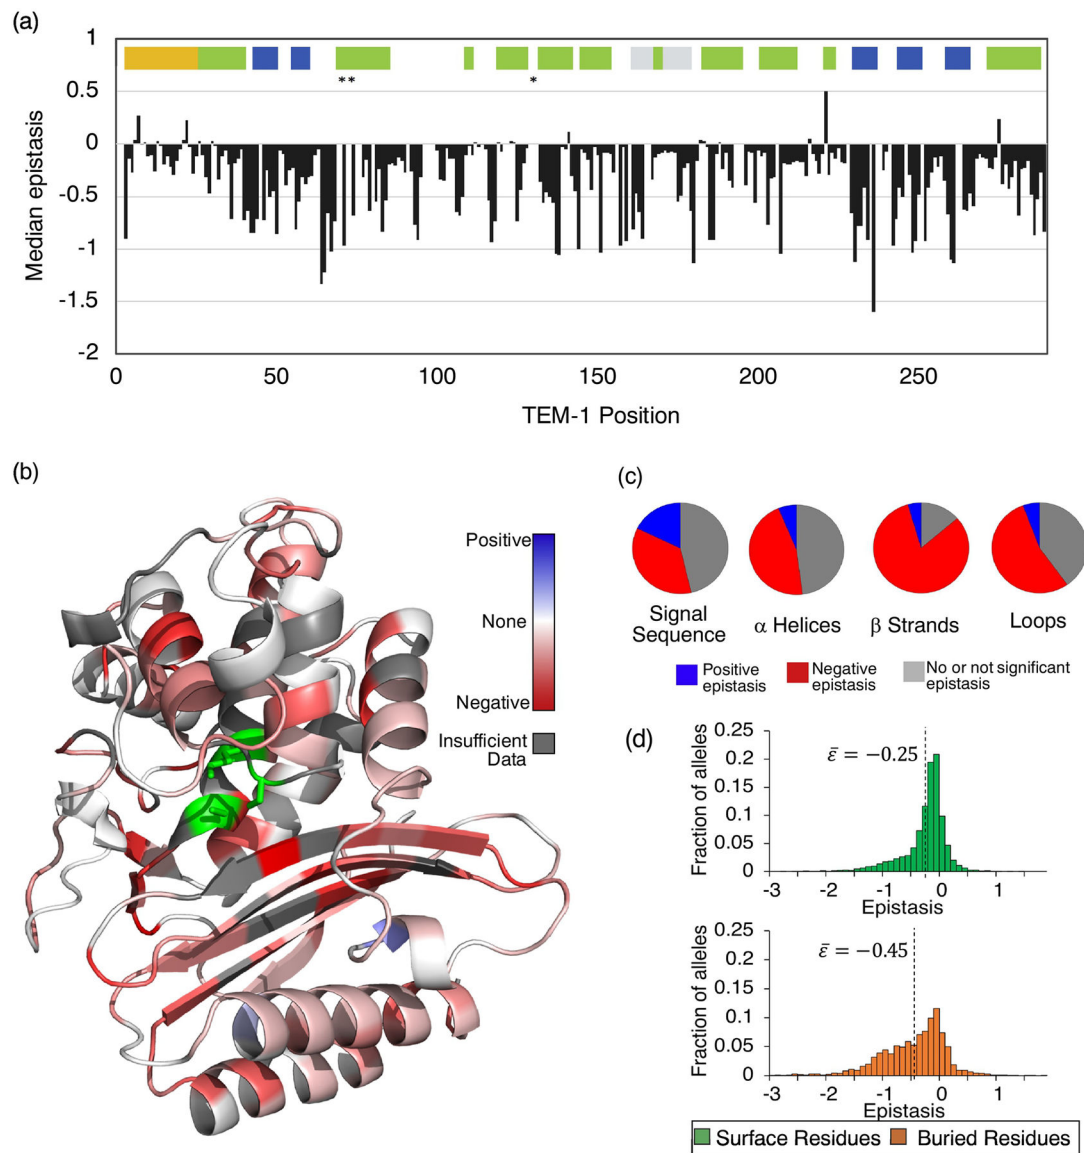 (a)
1
0.5
0
-0.5
-1
-1.5
-2
Median epistasis
**
*
0 50 100 150 200 250
TEM-1 Position
(b)
Positive
None
Negative
Insufficient
Data
(c)
Signal
Sequence
α Helices
β Strands
Loops
Positive
epistasis
Negative
epistasis
No or not significant
epistasis
(d)
Fraction of alleles
0.25
0.2
0.15
0.1
0.05
0
ε̄ = −0.25
-3 -2 -1 0 1
Epistasis
Fraction of alleles
0.25
0.2
0.15
0.1
0.05
0
ε̄ = −0.45
-3 -2 -1 0 1
Epistasis
Surface Residues Buried Residues